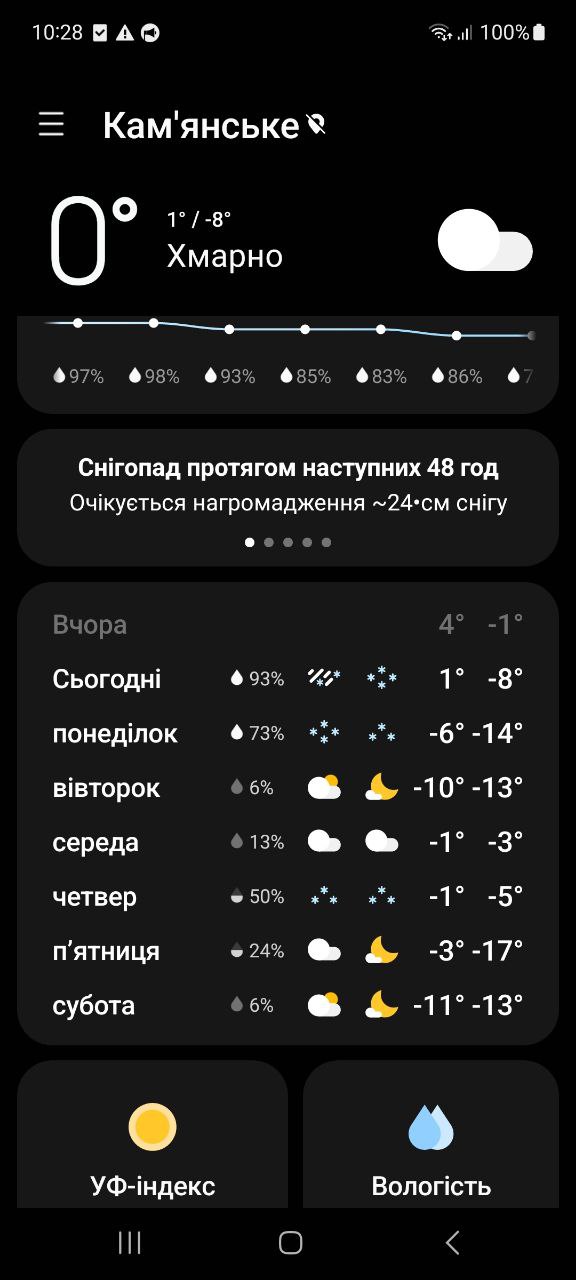 10:28 100%
Кам'янське
0°
1° / -8°
Хмарно
97% 98% 93% 85% 83% 86% 7
Снігопад протягом наступних 48 год
Очікується нагромадження ~24•см снігу
Вчора 4° -1°
Сьогодні 93% 1° -8°
понеділок 73% -6° -14°
вівторок 6% -10° -13°
середа 13% -1° -3°
четвер 50% -1° -5°
п’ятниця 24% -3° -17°
субота 6% -11° -13°
УФ-індекс Вологість